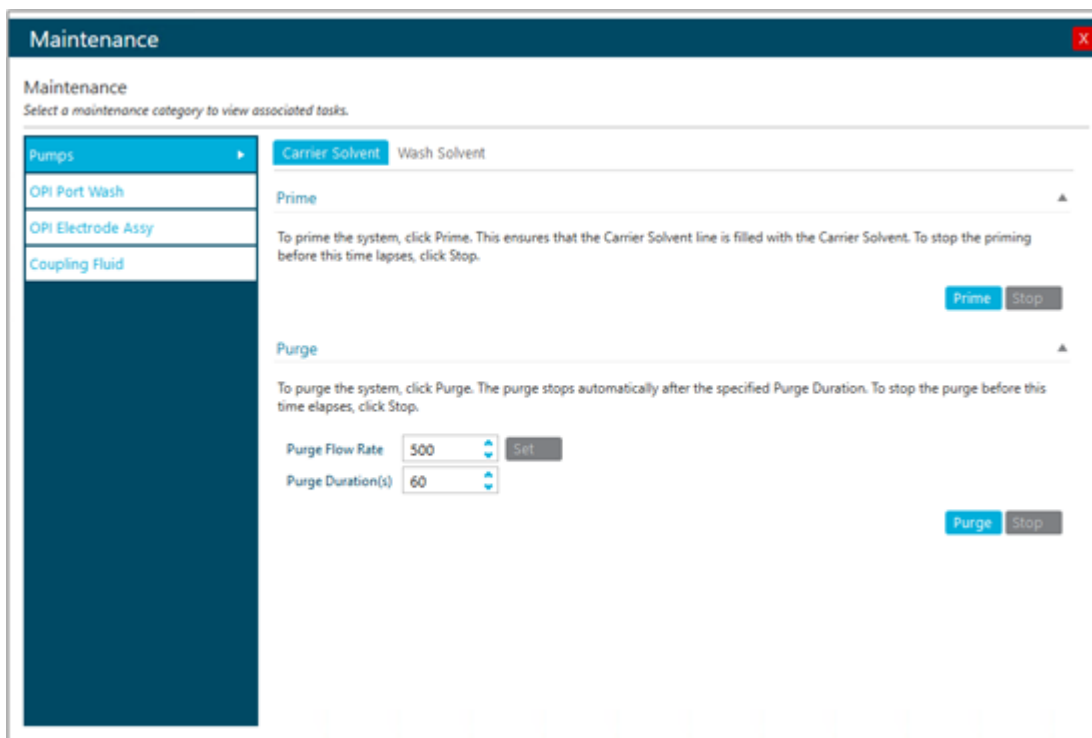 Maintenance
X
Maintenance
Select a maintenance category to view associated tasks.
Pumps
OPI Port Wash
OPI Electrode Assy
Coupling Fluid
Carrier Solvent Wash Solvent
Prime
To prime the system, click Prime. This ensures that the Carrier Solvent line is filled with the Carrier Solvent. To stop the priming
before this time lapses, click Stop.
Prime Stop
Purge
To purge the system, click Purge. The purge stops automatically after the specified Purge Duration. To stop the purge before this
time elapses, click Stop.
Purge Flow Rate 500 Set
Purge Duration(s) 60
Purge Stop